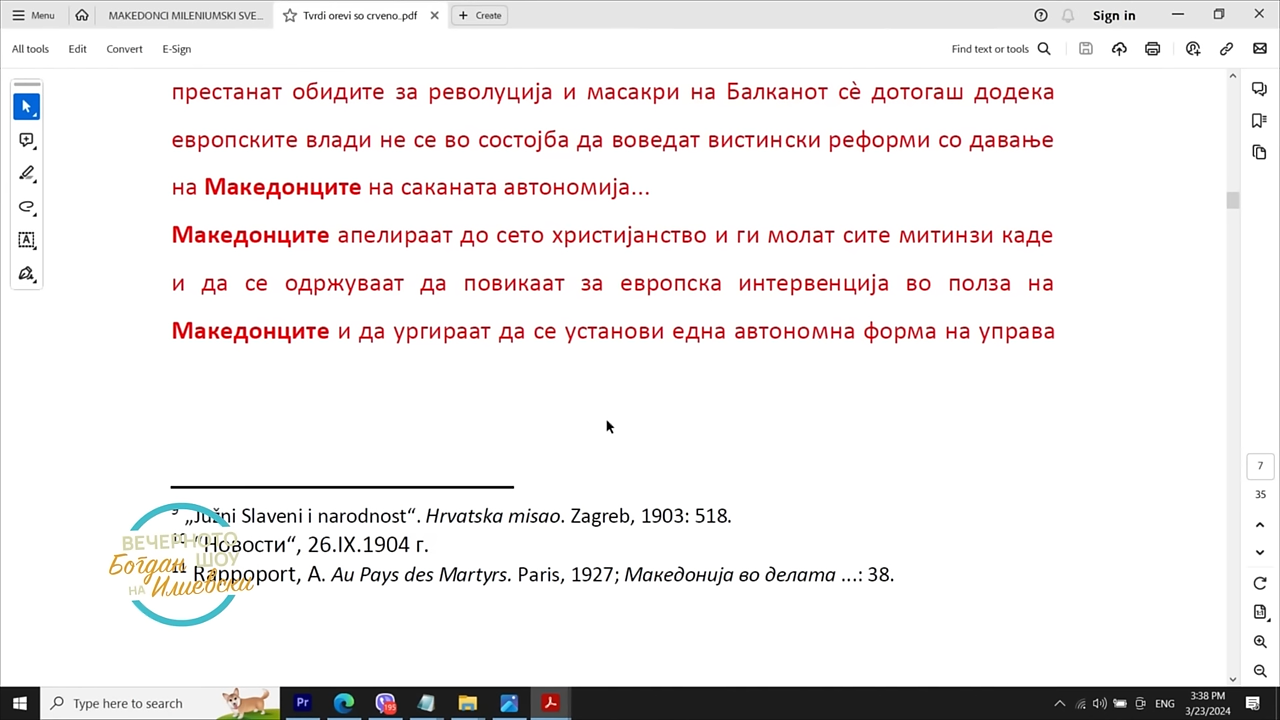 Menu
MAKEDONCI MILENIUMSKI SVE...
Tvrdi orevi so crveno.pdf
Create
Sign in
All tools
Edit
Convert
E-Sign
Find text or tools
престанат обидите за револуција и масакри на Балканот сѐ дотогаш додека
европските влади не се во состојба да воведат вистински реформи со давање
на Македонците на саканата автономија...
Македонците апелираат до сето христијанство и ги молат сите митинзи каде
и да се одржуваат да повикаат за европска интервенција во полза на
Македонците и да ургираат да се установи една автономна форма на управа
7
35
9 „Južni Slaveni i narodnost“. Hrvatska misao. Zagreb, 1903: 518.
10 “Новости“, 26.IX.1904 г.
11 Rappoport, A. Au Pays des Martyrs. Paris, 1927; Македонија во делата ...: 38.
ВЕЧЕРНОТО
ШОУ
Богдан
НА Илиевски
Type here to search
Pr
195
ENG
3:38 PM
3/23/2024